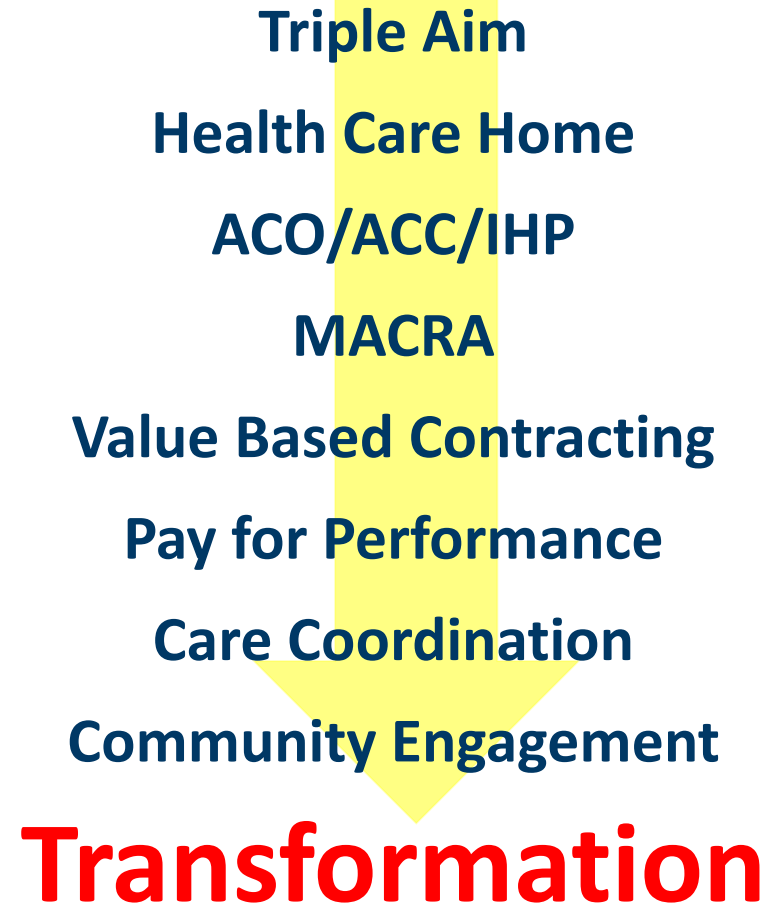 Triple Aim
Health Care Home
ACO/ACC/IHP
MACRA
Value Based Contracting
Pay for Performance
Care Coordination
Community Engagement
Transformation